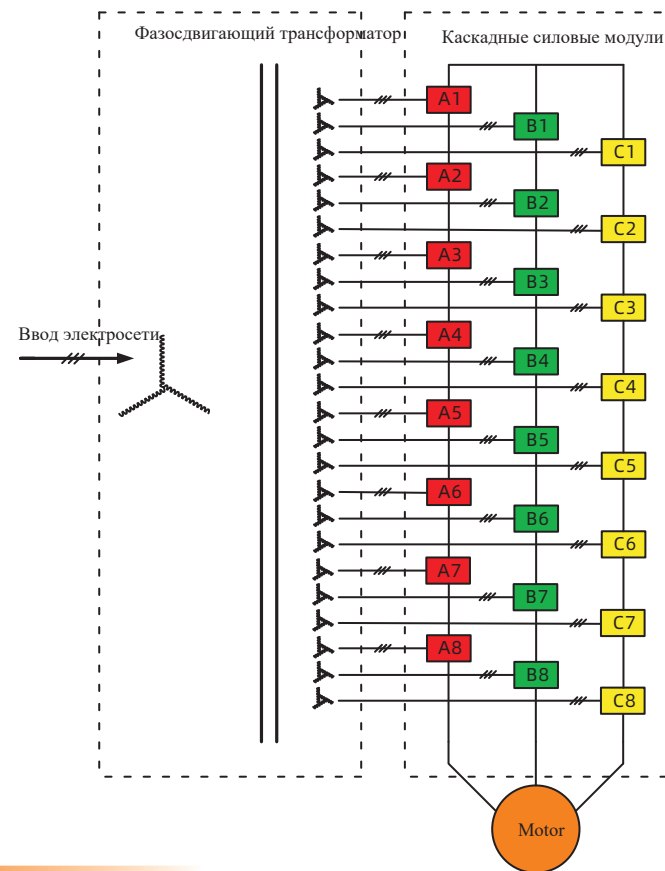 Фазосдвигающий трансформатор
Каскадные силовые модули
A1
B1
C1
A2
B2
C2
A3
B3
C3
Ввод электросети
A4
B4
C4
A5
B5
C5
A6
B6
C6
A7
B7
C7
A8
B8
C8
Motor